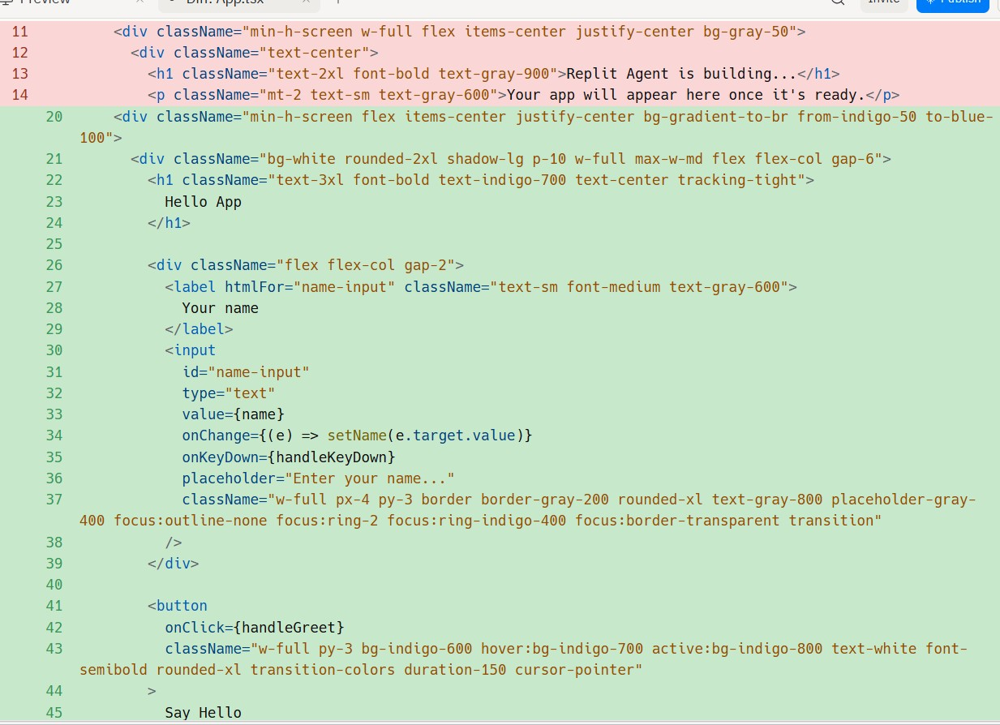 Preview Diff: App.tsx Invite Publish
11 <div className="min-h-screen w-full flex items-center justify-center bg-gray-50">
12 <div className="text-center">
13 <h1 className="text-2xl font-bold text-gray-900">Replit Agent is building...</h1>
14 <p className="mt-2 text-sm text-gray-600">Your app will appear here once it's ready.</p>
20 <div className="min-h-screen flex items-center justify-center bg-gradient-to-br from-indigo-50 to-blue-
100">
21 <div className="bg-white rounded-2xl shadow-lg p-10 w-full max-w-md flex flex-col gap-6">
22 <h1 className="text-3xl font-bold text-indigo-700 text-center tracking-tight">
23 Hello App
24 </h1>
25
26 <div className="flex flex-col gap-2">
27 <label htmlFor="name-input" className="text-sm font-medium text-gray-600">
28 Your name
29 </label>
30 <input
31 id="name-input"
32 type="text"
33 value={name}
34 onChange={(e) => setName(e.target.value)}
35 onKeyDown={handleKeyDown}
36 placeholder="Enter your name..."
37 className="w-full px-4 py-3 border border-gray-200 rounded-xl text-gray-800 placeholder-gray-
400 focus:outline-none focus:ring-2 focus:ring-indigo-400 focus:border-transparent transition"
38 />
39 </div>
40
41 <button
42 onClick={handleGreet}
43 className="w-full py-3 bg-indigo-600 hover:bg-indigo-700 active:bg-indigo-800 text-white font-
semibold rounded-xl transition-colors duration-150 cursor-pointer"
44 >
45 Say Hello